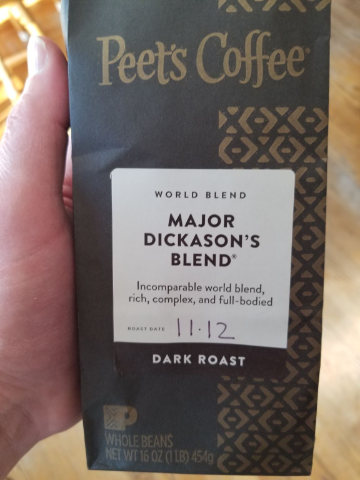 Peet's Coffee®
WORLD BLEND
MAJOR
DICKASON'S
BLEND®
Incomparable world blend,
rich, complex, and full-bodied
ROAST DATE 11.12
DARK ROAST
WHOLE BEANS
NET WT 16 OZ (1 LB) 454g